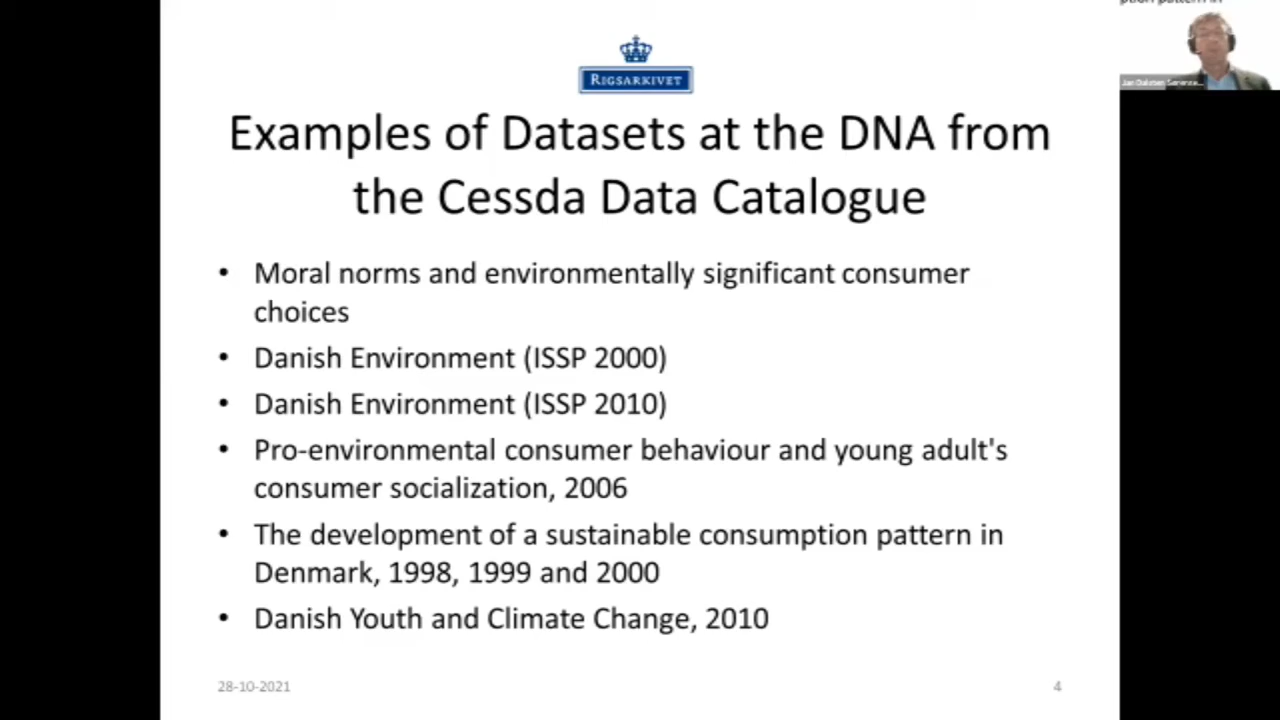 RIGSARKIVET
Examples of Datasets at the DNA from
the Cessda Data Catalogue
• Moral norms and environmentally significant consumer
choices
• Danish Environment (ISSP 2000)
• Danish Environment (ISSP 2010)
• Pro-environmental consumer behaviour and young adult's
consumer socialization, 2006
• The development of a sustainable consumption pattern in
Denmark, 1998, 1999 and 2000
• Danish Youth and Climate Change, 2010
28-10-2021
4